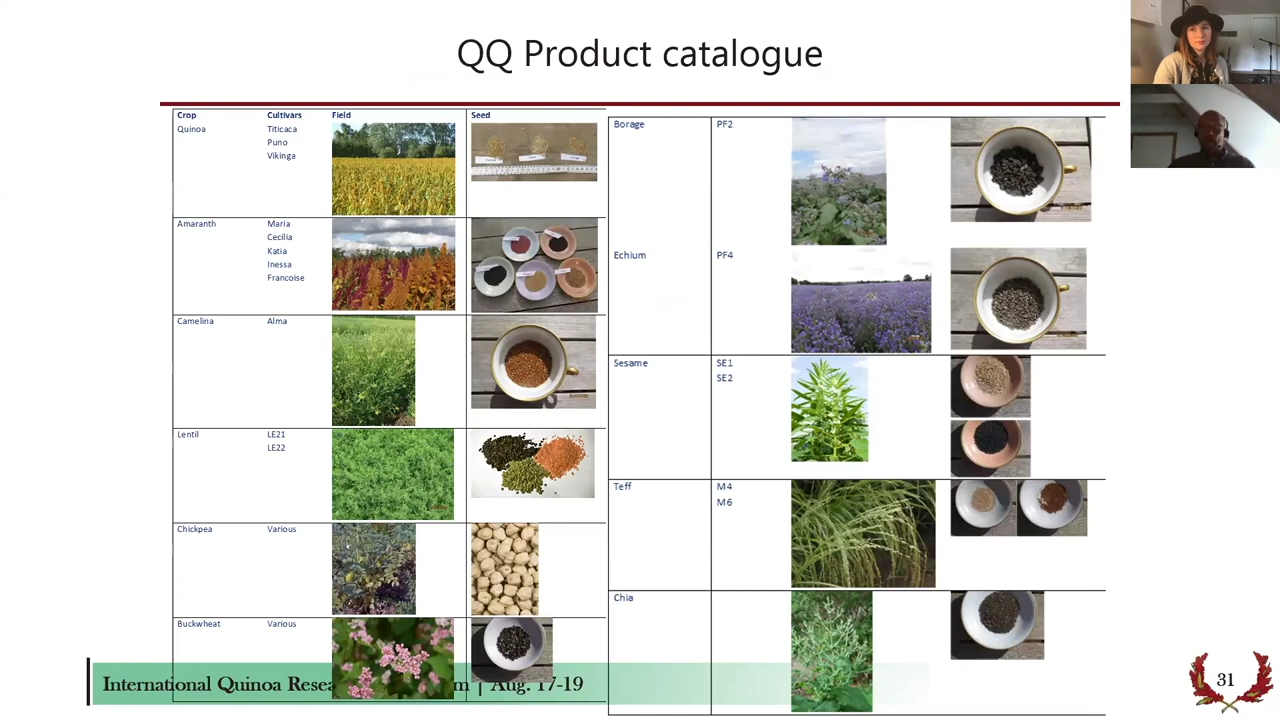 QQ Product catalogue
Crop Cultivars Field Seed
Quinoa Titicaca
Puno
Vikinga
Amaranth Maria
Cecilia
Katia
Inessa
Francoise
Camelina Alma
Lentil LE21
LE22
Chickpea Various
Buckwheat Various
Borage PF2
Echium PF4
Sesame SE1
SE2
Teff M4
M6
Chia
International Quinoa Resea m | Aug. 17-19
31